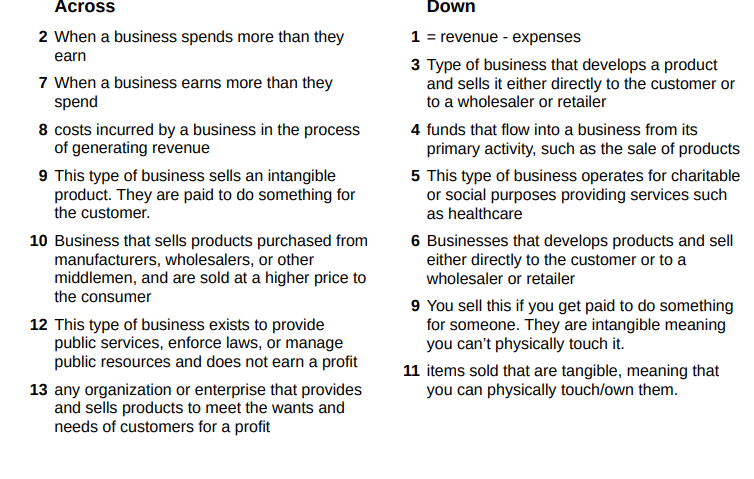 Across
2 When a business spends more than they
earn
7 When a business earns more than they
spend
8 costs incurred by a business in the process
of generating revenue
9 This type of business sells an intangible
product. They are paid to do something for
the customer.
10 Business that sells products purchased from
manufacturers, wholesalers, or other
middlemen, and are sold at a higher price to
the consumer
12 This type of business exists to provide
public services, enforce laws, or manage
public resources and does not earn a profit
13 any organization or enterprise that provides
and sells products to meet the wants and
needs of customers for a profit
Down
1 = revenue - expenses
3 Type of business that develops a product
and sells it either directly to the customer or
to a wholesaler or retailer
4 funds that flow into a business from its
primary activity, such as the sale of products
5 This type of business operates for charitable
or social purposes providing services such
as healthcare
6 Businesses that develops products and sell
either directly to the customer or to a
wholesaler or retailer
9 You sell this if you get paid to do something
for someone. They are intangible meaning
you can’t physically touch it.
11 items sold that are tangible, meaning that
you can physically touch/own them.